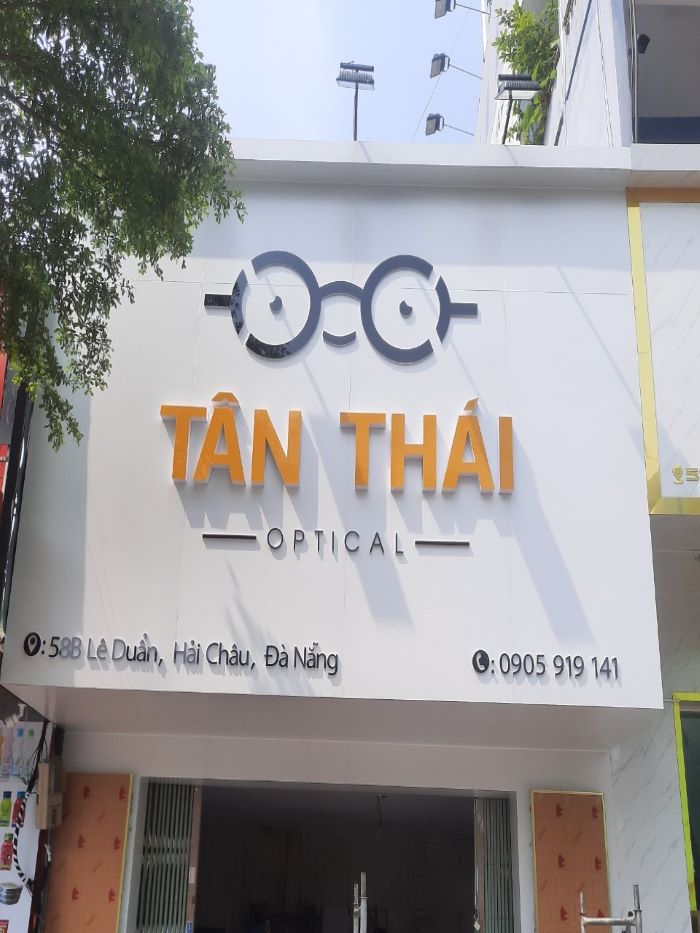 TÂN THÁI
OPTICAL
: 58B Lê Duẩn, Hải Châu, Đà Nẵng
: 0905 919 141